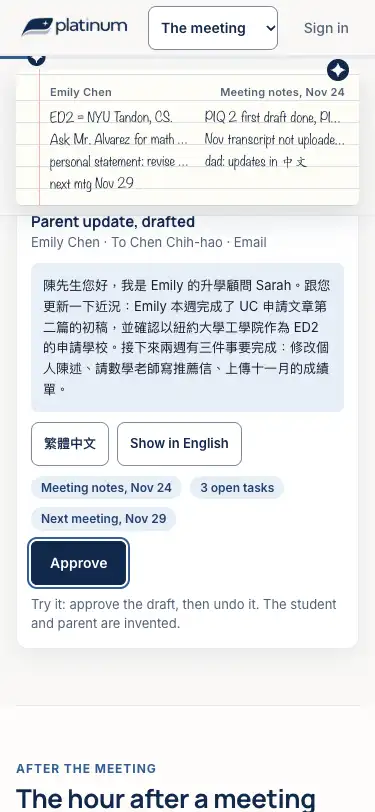 platinum
The meeting
Sign in
Emily Chen
Meeting notes, Nov 24
ED2 = NYU Tandon, CS.
PIQ 2 first draft done, PI...
Ask Mr. Alvarez for math ...
Nov transcript not uploade...
personal statement: revise ...
dad: updates in 中文
next mtg Nov 29
Parent update, drafted
Emily Chen · To Chen Chih-hao · Email
陳先生您好，我是 Emily 的升學顧問 Sarah。跟您
更新一下近況：Emily 本週完成了 UC 申請文章第
二篇的初稿，並確認以紐約大學工學院作為 ED2
的申請學校。接下來兩週有三件事要完成：修改個
人陳述、請數學老師寫推薦信、上傳十一月的成績
單。
繁體中文
Show in English
Meeting notes, Nov 24
3 open tasks
Next meeting, Nov 29
Approve
Try it: approve the draft, then undo it. The student
and parent are invented.
AFTER THE MEETING
The hour after a meeting